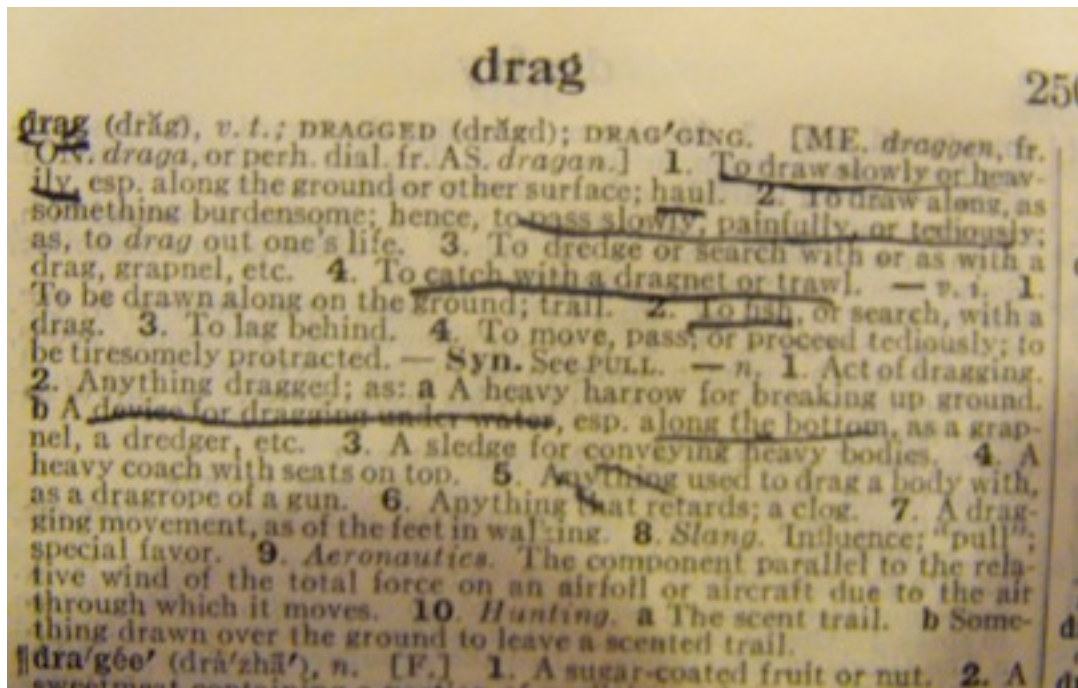 drag
250
drag (drăg), v. t.; DRAGGED (drăgd); DRAG'GING. [ME. draggen, fr.
ON. draga, or perh. dial. fr. AS. dragan.] 1. To draw slowly or heav-
ily, esp. along the ground or other surface; haul. 2. To draw along, as
something burdensome; hence, to pass slowly, painfully, or tediously;
as, to drag out one's life. 3. To dredge or search with or as with a
drag, grapnel, etc. 4. To catch with a dragnet or trawl. — v. i. 1.
To be drawn along on the ground; trail. 2. To fish, or search, with a
drag. 3. To lag behind. 4. To move, pass, or proceed tediously; to
be tiresomely protracted. — Syn. See PULL. — n. 1. Act of dragging.
2. Anything dragged; as: a A heavy harrow for breaking up ground.
b A device for dragging under water, esp. along the bottom, as a grap-
nel, a dredger, etc. 3. A sledge for conveying heavy bodies. 4. A
heavy coach with seats on top. 5. Anything used to drag a body with,
as a dragrope of a gun. 6. Anything that retards; a clog. 7. A drag-
ging movement, as of the feet in walking. 8. Slang. Influence; "pull";
special favor. 9. Aeronautics. The component parallel to the rela-
tive wind of the total force on an airfoil or aircraft due to the air
through which it moves. 10. Hunting. a The scent trail. b Some-
thing drawn over the ground to leave a scented trail.
‖dra'gée' (drȧ'zhā'), n. [F.] 1. A sugar-coated fruit or nut. 2. A
sweetmeat containing a